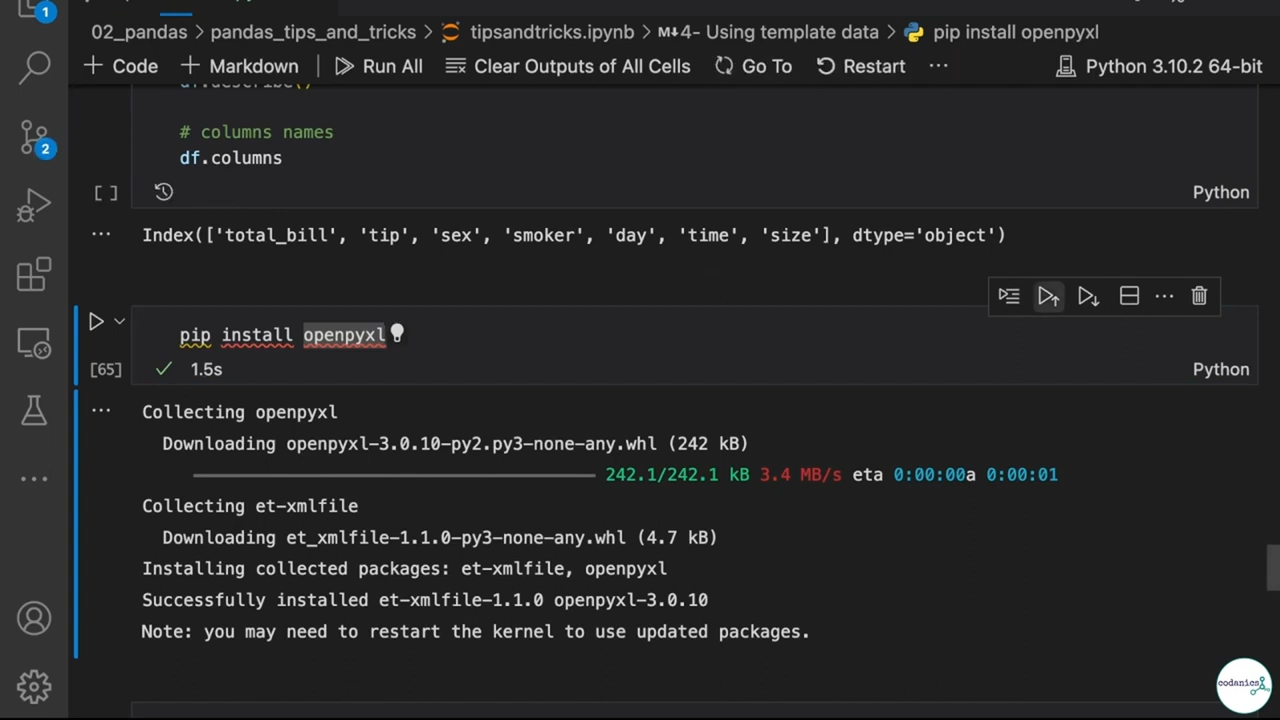 1
02_pandas > pandas_tips_and_tricks > tipsandtricks.ipynb > M↓4- Using template data > pip install openpyxl
+ Code + Markdown Run All Clear Outputs of All Cells Go To Restart ... Python 3.10.2 64-bit
df.describe()
# columns names
df.columns
2
[ ] Python
... Index(['total_bill', 'tip', 'sex', 'smoker', 'day', 'time', 'size'], dtype='object')
pip install openpyxl
[65] ✓ 1.5s Python
... Collecting openpyxl
Downloading openpyxl-3.0.10-py2.py3-none-any.whl (242 kB)
242.1/242.1 kB 3.4 MB/s eta 0:00:00a 0:00:01
Collecting et-xmlfile
Downloading et_xmlfile-1.1.0-py3-none-any.whl (4.7 kB)
Installing collected packages: et-xmlfile, openpyxl
Successfully installed et-xmlfile-1.1.0 openpyxl-3.0.10
Note: you may need to restart the kernel to use updated packages.
codanics